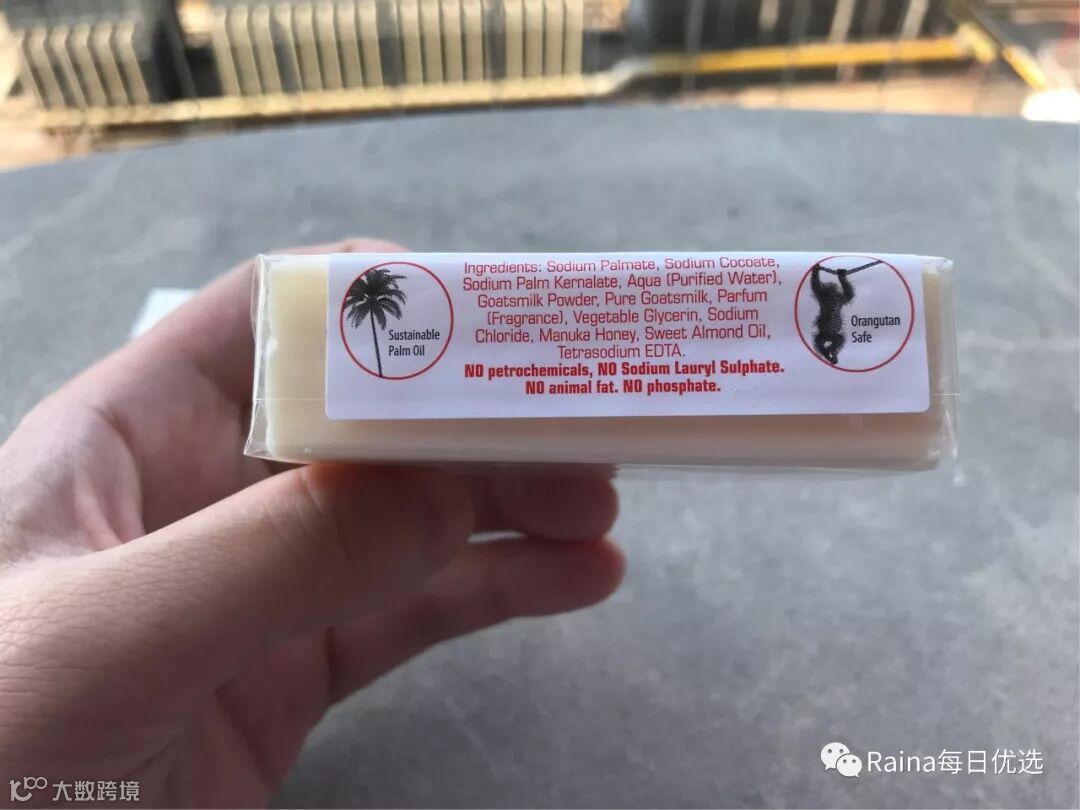 Ingredients: Sodium Palmate, Sodium Cocoate,
Sodium Palm Kernalate, Aqua (Purified Water),
Goatsmilk Powder, Pure Goatsmilk, Parfum
(Fragrance), Vegetable Glycerin, Sodium
Chloride, Manuka Honey, Sweet Almond Oil,
Tetrasodium EDTA.
NO petrochemicals, NO Sodium Lauryl Sulphate.
NO animal fat. NO phosphate.
Sustainable
Palm Oil
Orangutan
Safe
Raina每日优选
大数跨境